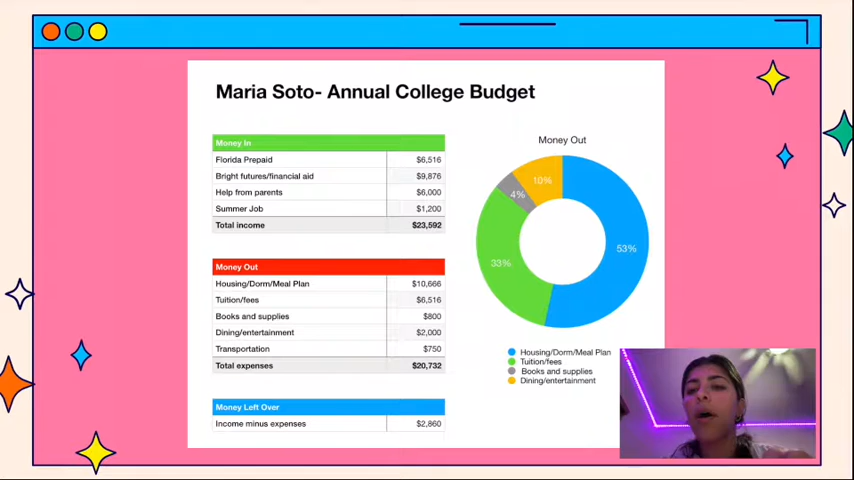 Maria Soto- Annual College Budget
Money In
Florida Prepaid $6,516
Bright futures/financial aid $9,876
Help from parents $6,000
Summer Job $1,200
Total income $23,592
Money Out
Housing/Dorm/Meal Plan $10,666
Tuition/fees $6,516
Books and supplies $800
Dining/entertainment $2,000
Transportation $750
Total expenses $20,732
Money Left Over
Income minus expenses $2,860
Money Out
10%
4%
53%
33%
Housing/Dorm/Meal Plan
Tuition/fees
Books and supplies
Dining/entertainment